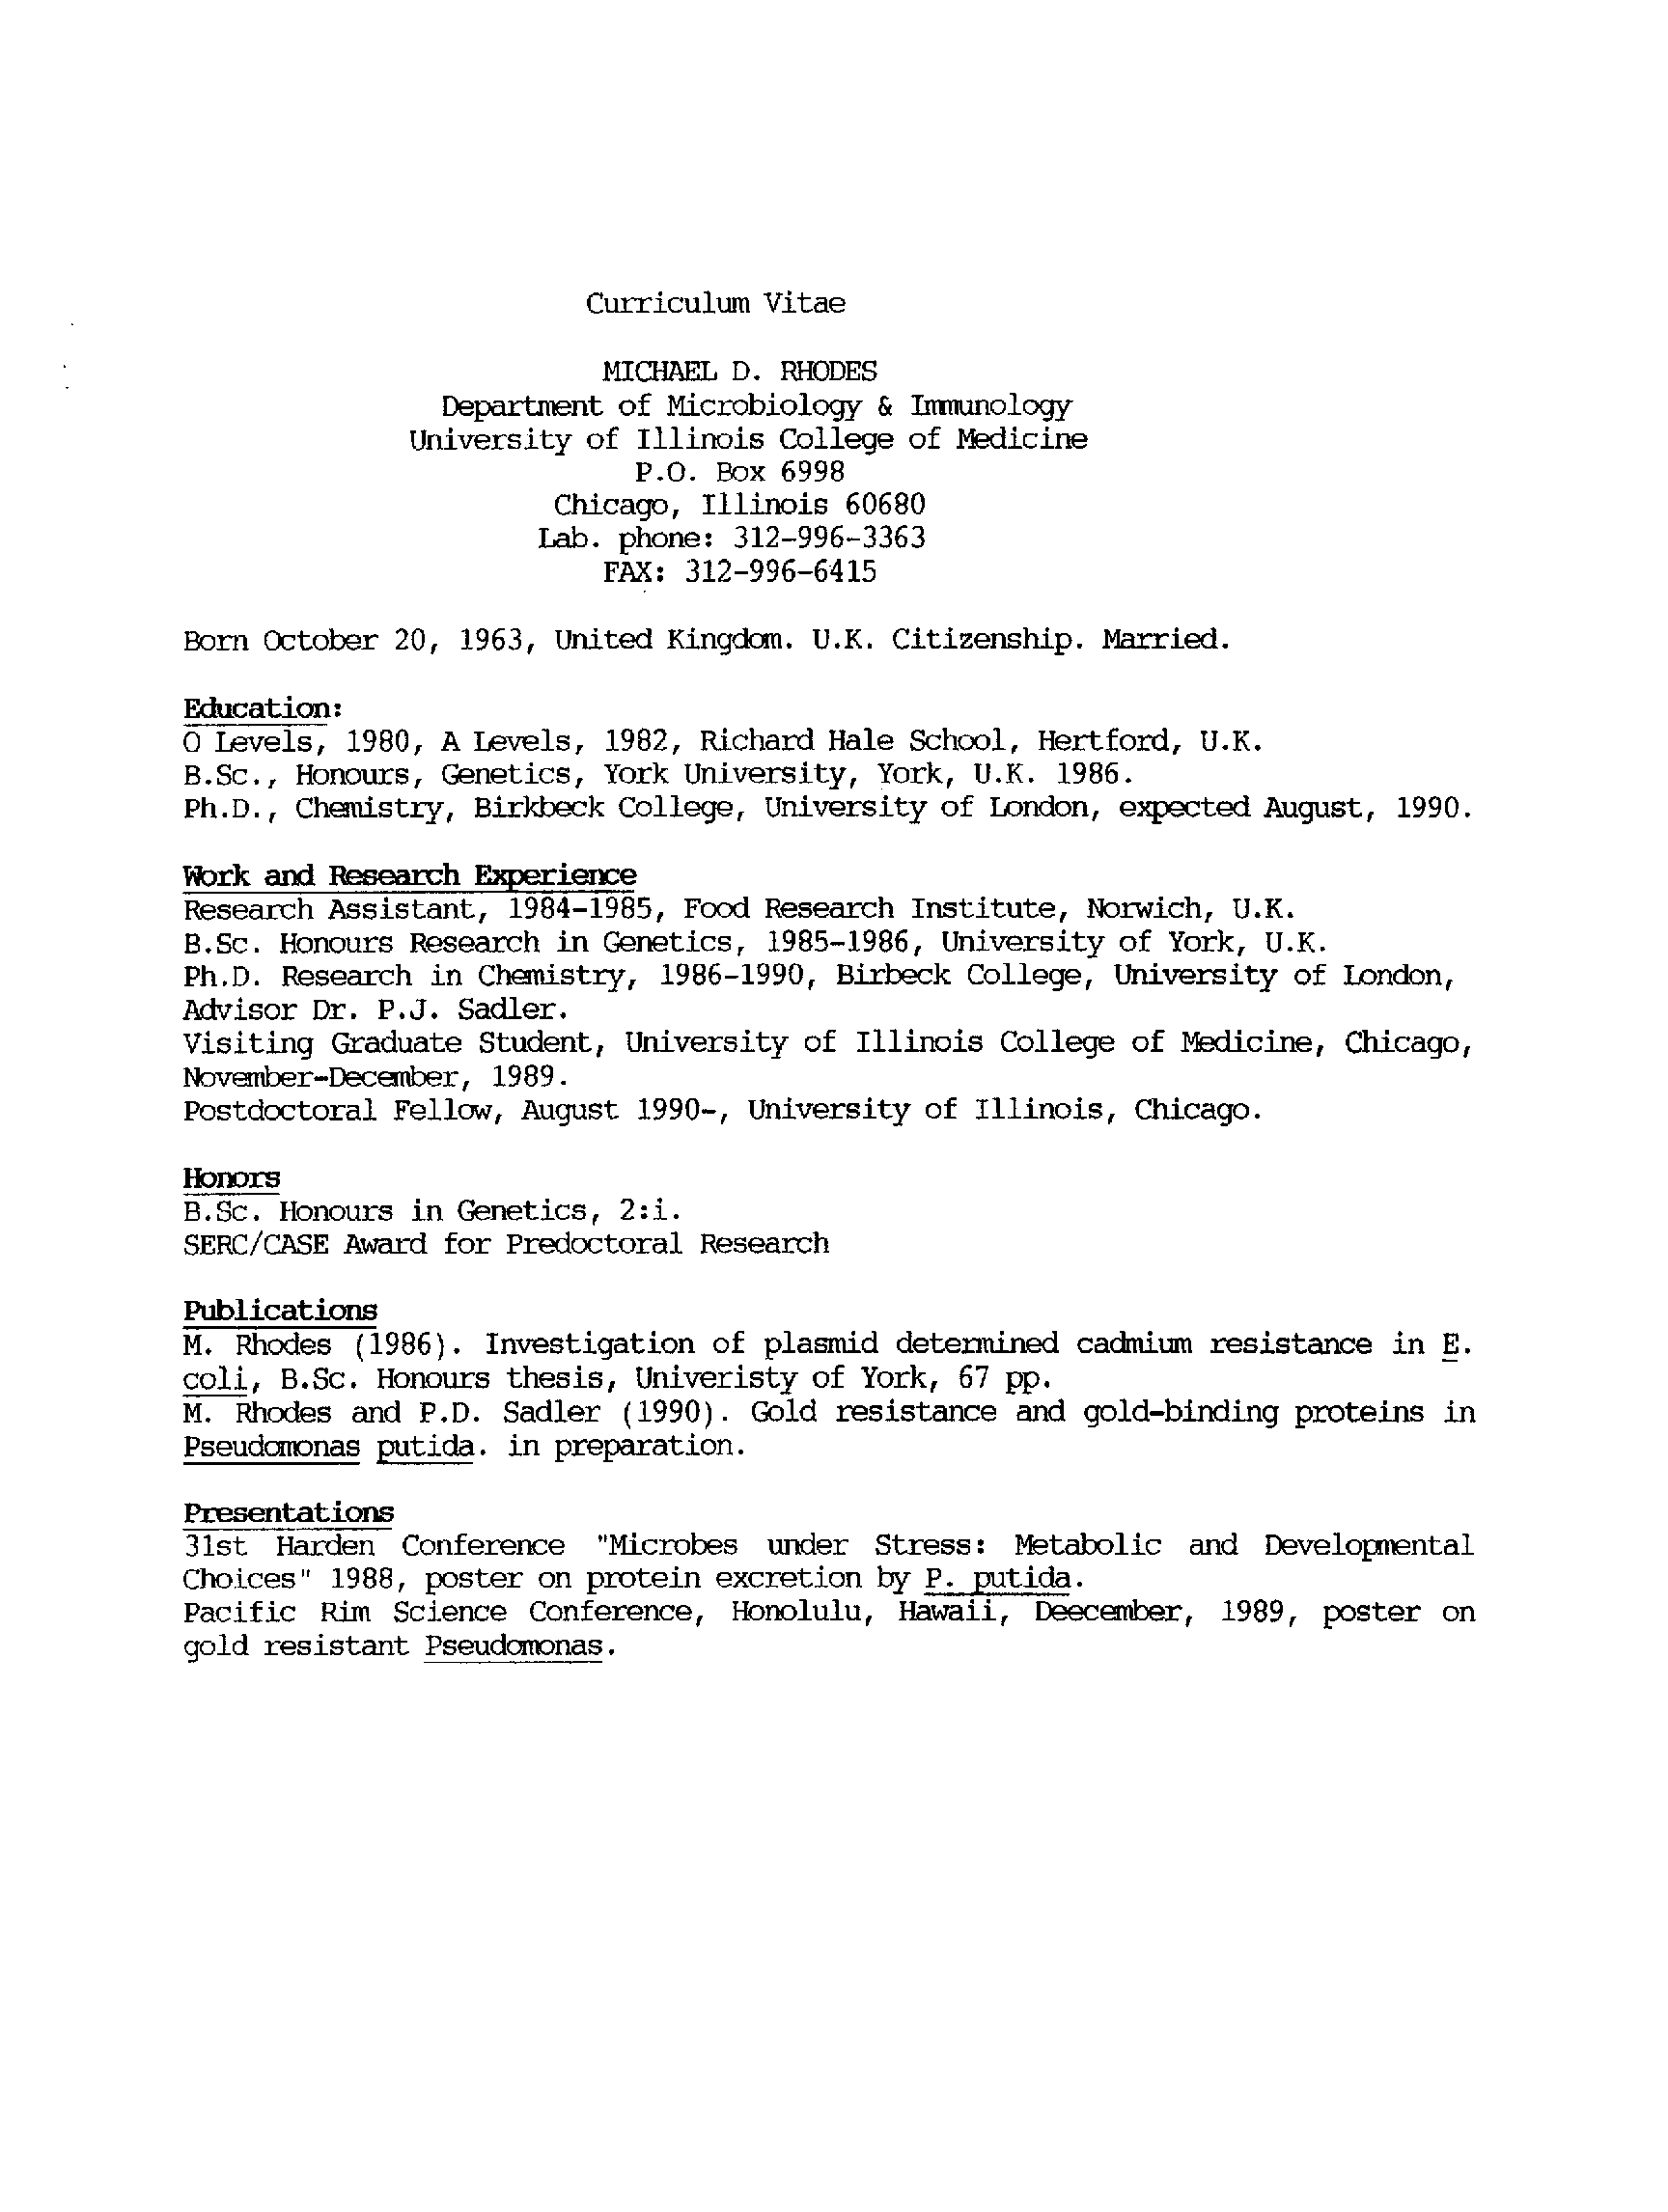 Curriculum Vitae
MICHAEL D. RHODES
Department of Microbiology & Immunology
University of Illinois College of Medicine
P.O. Box 6998
Chicago, Illinois 60680
Lab. phone: 312-996-3363
FAX: 312-996-6415
Born October 20, 1963, United Kingdom. U.K. Citizenship. Married.
Education:
O Levels, 1980, A Levels, 1982, Richard Hale School, Hertford, U.K.
B.Sc., Honours, Genetics, York University, York, U.K. 1986.
Ph.D., Chemistry, Birkbeck College, University of London, expected August, 1990.
Work and Research Experience
Research Assistant, 1984-1985, Food Research Institute, Norwich, U.K.
B.Sc. Honours Research in Genetics, 1985-1986, University of York, U.K.
Ph.D. Research in Chemistry, 1986-1990, Birbeck College, University of London,
Advisor Dr. P.J. Sadler.
Visiting Graduate Student, University of Illinois College of Medicine, Chicago,
November-December, 1989.
Postdoctoral Fellow, August 1990-, University of Illinois, Chicago.
Honors
B.Sc. Honours in Genetics, 2:i.
SERC/CASE Award for Predoctoral Research
Publications
M. Rhodes (1986). Investigation of plasmid determined cadmium resistance in E.
coli, B.Sc. Honours thesis, Univeristy of York, 67 pp.
M. Rhodes and P.D. Sadler (1990). Gold resistance and gold-binding proteins in
Pseudomonas putida. in preparation.
Presentations
31st Harden Conference "Microbes under Stress: Metabolic and Developmental
Choices" 1988, poster on protein excretion by P. putida.
Pacific Rim Science Conference, Honolulu, Hawaii, Deecember, 1989, poster on
gold resistant Pseudomonas.